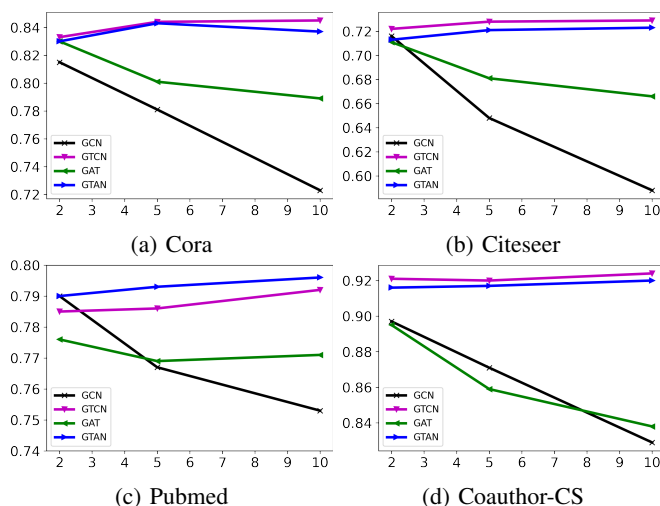 0.84
0.82
0.80
0.78
0.76
0.74
0.72
GCN
GTCN
GAT
GTAN
2 3 4 5 6 7 8 9 10
(a) Cora
0.72
0.70
0.68
0.66
0.64
0.62
0.60
GCN
GTCN
GAT
GTAN
2 3 4 5 6 7 8 9 10
(b) Citeseer
0.80
0.79
0.78
0.77
0.76
0.75
0.74
GCN
GTCN
GAT
GTAN
2 3 4 5 6 7 8 9 10
(c) Pubmed
0.92
0.90
0.88
0.86
0.84
GCN
GTCN
GAT
GTAN
2 3 4 5 6 7 8 9 10
(d) Coauthor-CS